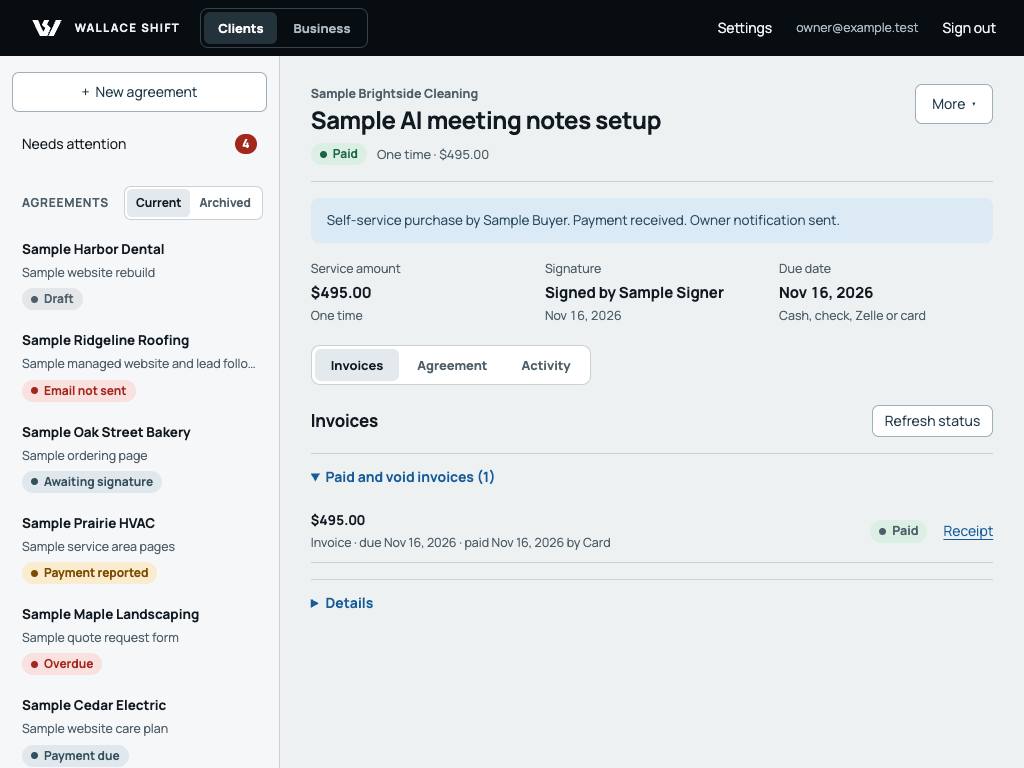 WALLACE SHIFT
Clients
Business
Settings
owner@example.test
Sign out
+ New agreement
Needs attention
4
AGREEMENTS
Current
Archived
Sample Harbor Dental
Sample website rebuild
Draft
Sample Ridgeline Roofing
Sample managed website and lead follo...
Email not sent
Sample Oak Street Bakery
Sample ordering page
Awaiting signature
Sample Prairie HVAC
Sample service area pages
Payment reported
Sample Maple Landscaping
Sample quote request form
Overdue
Sample Cedar Electric
Sample website care plan
Payment due
Sample Brightside Cleaning
Sample AI meeting notes setup
Paid
One time · $495.00
More
Self-service purchase by Sample Buyer. Payment received. Owner notification sent.
Service amount
$495.00
One time
Signature
Signed by Sample Signer
Nov 16, 2026
Due date
Nov 16, 2026
Cash, check, Zelle or card
Invoices
Agreement
Activity
Invoices
Refresh status
Paid and void invoices (1)
$495.00
Invoice · due Nov 16, 2026 · paid Nov 16, 2026 by Card
Paid
Receipt
Details